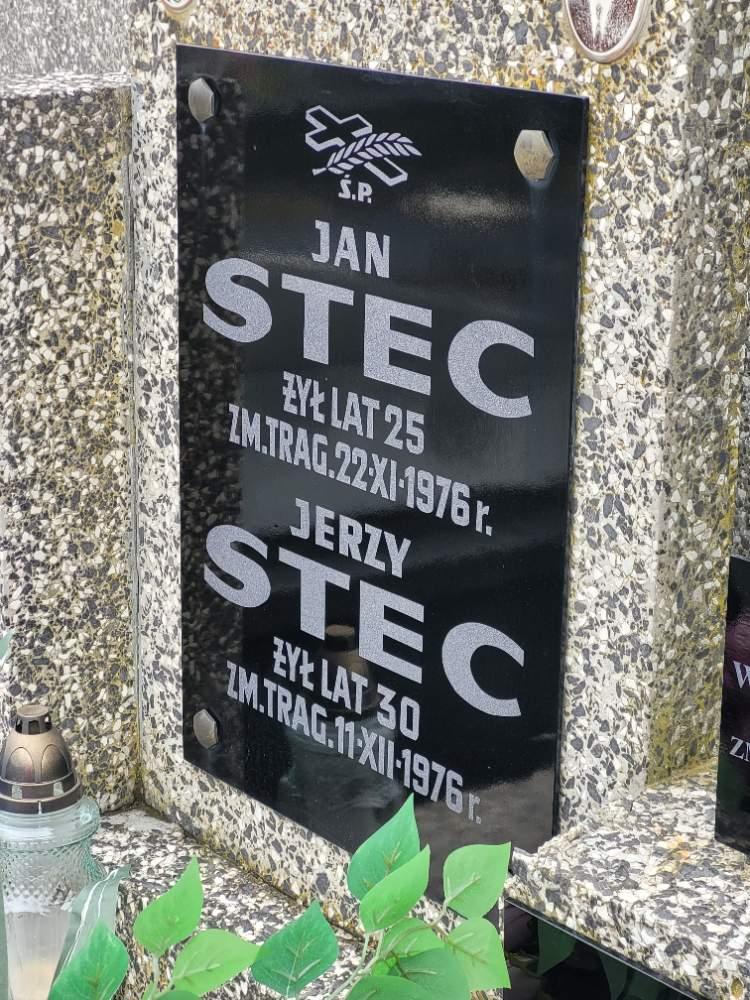 Ś.P.
JAN
STEC
ŻYŁ LAT 25
ZM.TRAG.22·XI·1976 r.
JERZY
STEC
ŻYŁ LAT 30
ZM.TRAG.11·XII·1976 r.